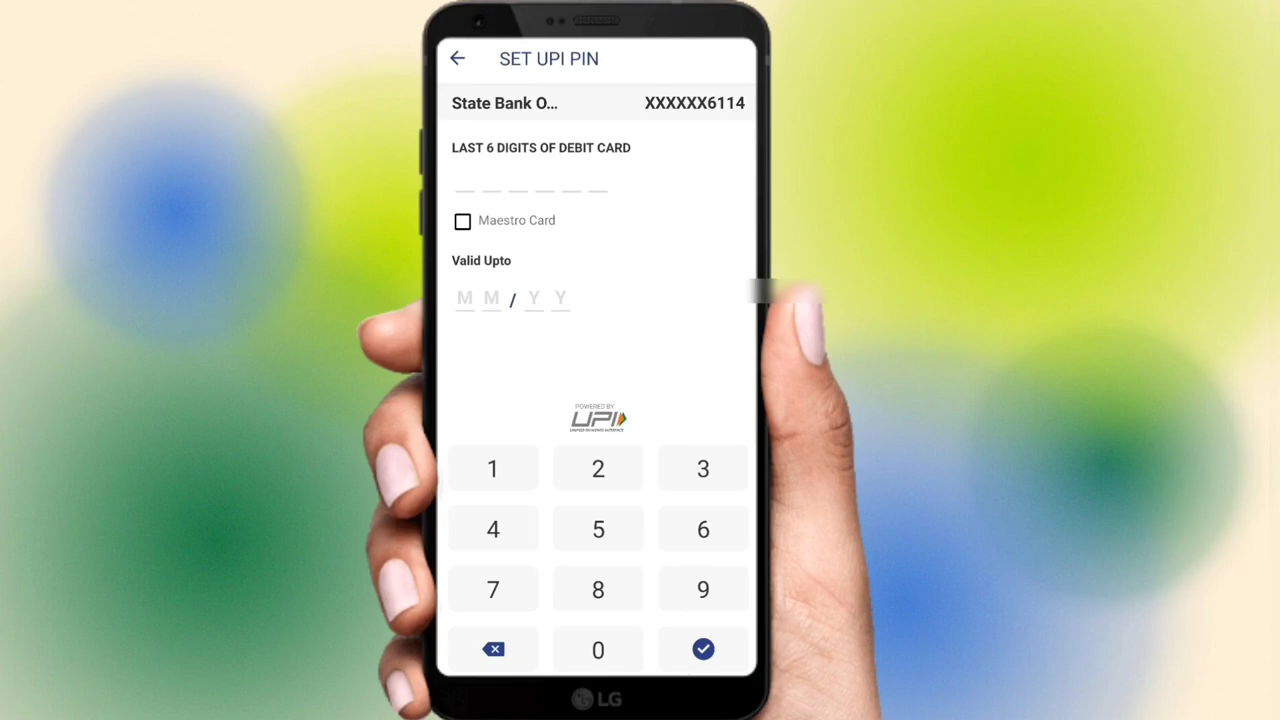 SET UPI PIN
State Bank O... XXXXXX6114
LAST 6 DIGITS OF DEBIT CARD
Maestro Card
Valid Upto
M M / Y Y
POWERED BY
UPI
UNIFIED PAYMENTS INTERFACE
1 2 3
4 5 6
7 8 9
0
LG